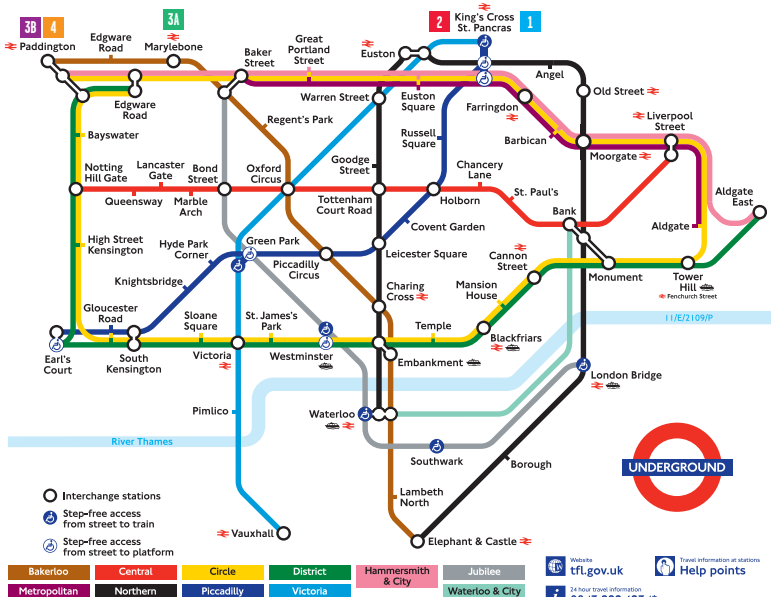 3B 4
3A
2
1
Paddington
Edgware
Road
Marylebone
Baker
Street
Great
Portland
Street
Euston
King's Cross
St. Pancras
Angel
Old Street
Edgware
Road
Warren Street
Euston
Square
Farringdon
Liverpool
Street
Bayswater
Regent's Park
Russell
Square
Barbican
Moorgate
Notting
Hill Gate
Lancaster
Gate
Bond
Street
Oxford
Circus
Goodge
Street
Chancery
Lane
Aldgate
East
Queensway
Marble
Arch
Tottenham
Court Road
Holborn
St. Paul's
Bank
Aldgate
High Street
Kensington
Hyde Park
Corner
Green Park
Covent Garden
Leicester Square
Cannon
Street
Knightsbridge
Piccadilly
Circus
Monument
Tower
Hill
Fenchurch Street
Mansion
House
Charing
Cross
Gloucester
Road
Sloane
Square
St. James's
Park
Temple
11/E/2109/P
Earl's
Court
South
Kensington
Victoria
Westminster
Blackfriars
Embankment
London Bridge
Pimlico
Waterloo
River Thames
Southwark
Borough
UNDERGROUND
Lambeth
North
Interchange stations
Step-free access
from street to train
Step-free access
from street to platform
Vauxhall
Elephant & Castle
Bakerloo
Central
Circle
District
Hammersmith
& City
Jubilee
Metropolitan
Northern
Piccadilly
Victoria
Waterloo & City
Website
tfl.gov.uk
Travel information at stations
Help points
24 hour travel information